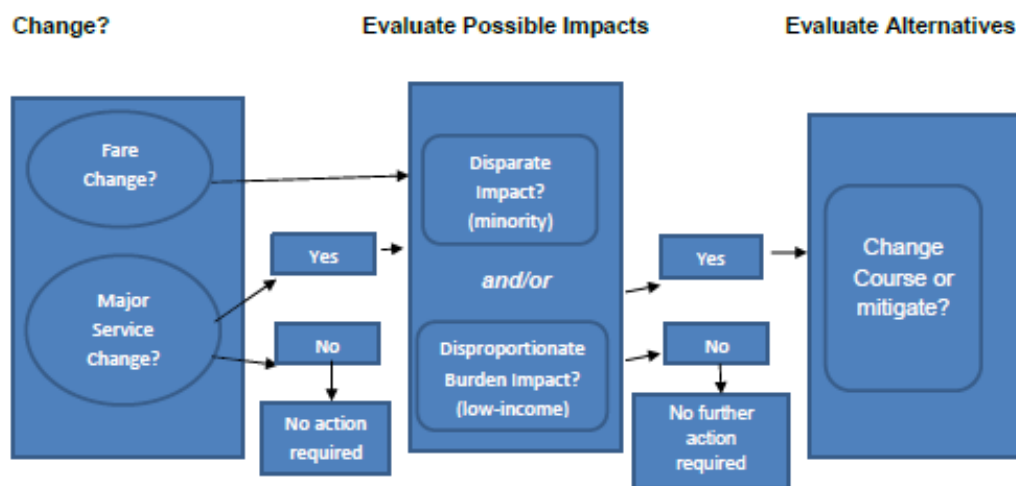 Change?
Evaluate Possible Impacts
Evaluate Alternatives
Fare
Change?
Major
Service
Change?
Yes
No
No action
required
Disparate
Impact?
(minority)
and/or
Disproportionate
Burden Impact?
(low-income)
Yes
No
No further
action
required
Change
Course or
mitigate?